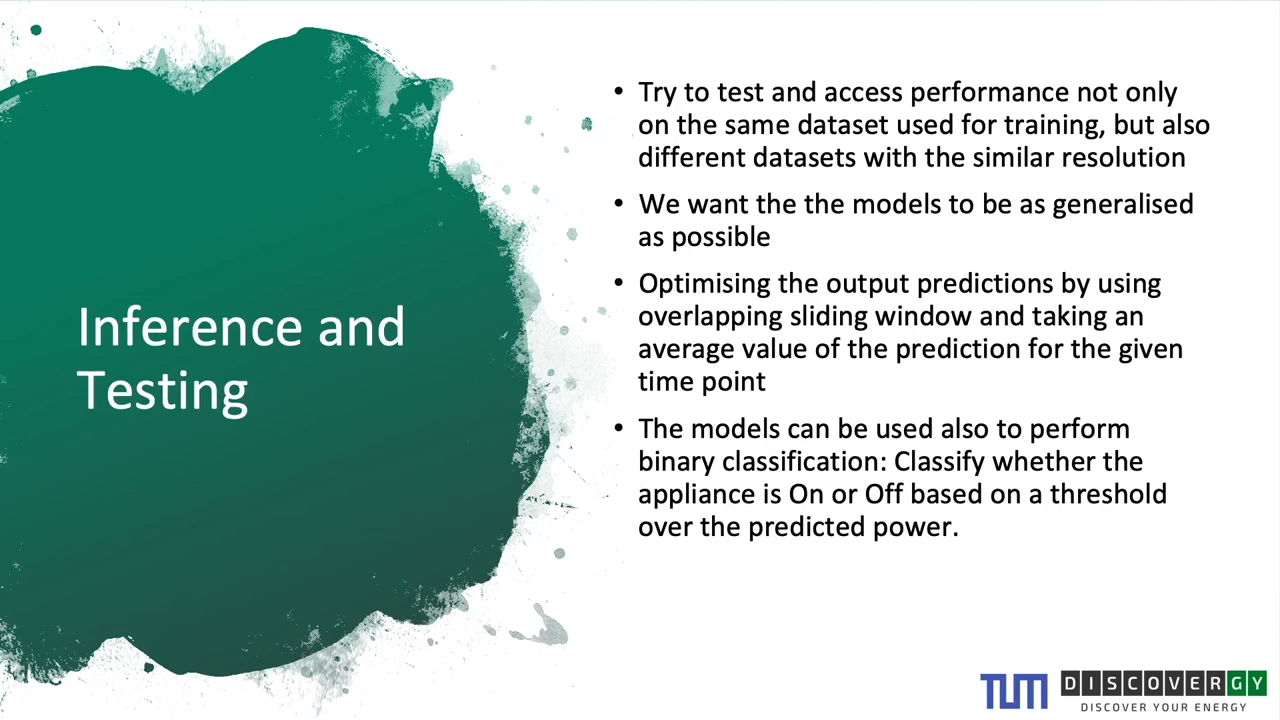 Inference and
Testing
• Try to test and access performance not only
on the same dataset used for training, but also
different datasets with the similar resolution
• We want the the models to be as generalised
as possible
• Optimising the output predictions by using
overlapping sliding window and taking an
average value of the prediction for the given
time point
• The models can be used also to perform
binary classification: Classify whether the
appliance is On or Off based on a threshold
over the predicted power.
TUM
DISCOVERGY
DISCOVER YOUR ENERGY